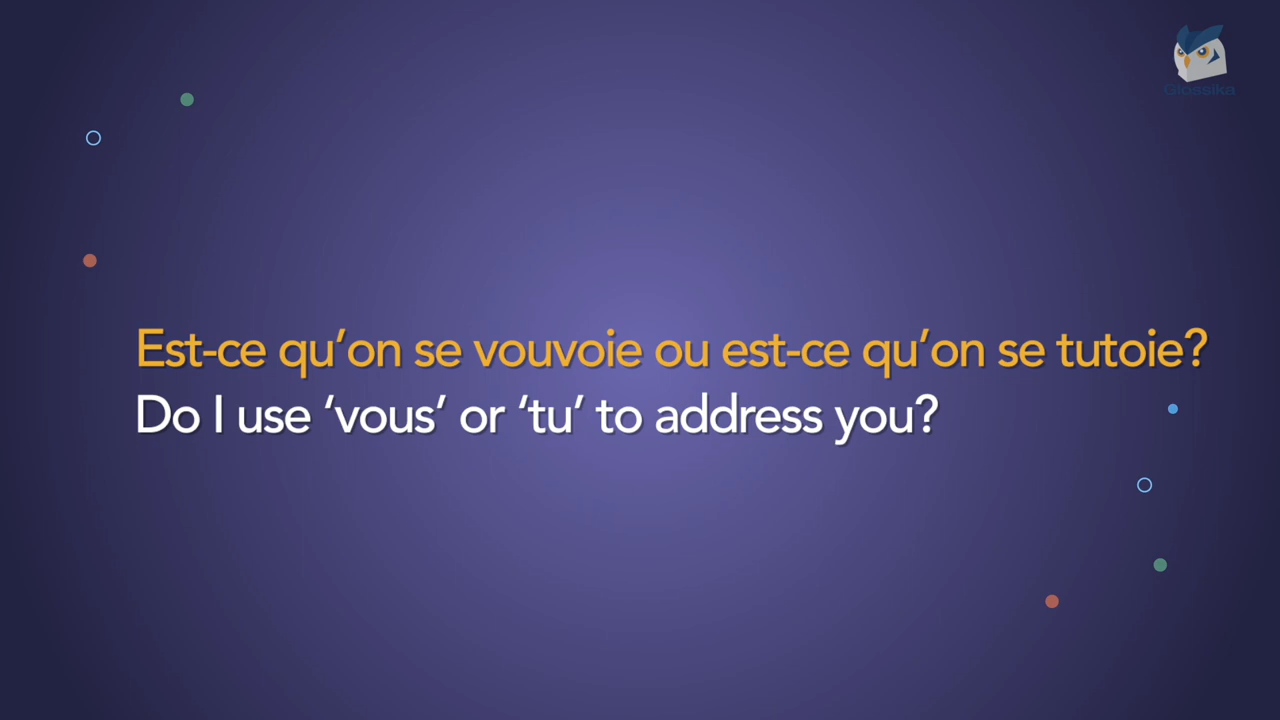 Glossika
Est-ce qu’on se vouvoie ou est-ce qu’on se tutoie?
Do I use ‘vous’ or ‘tu’ to address you?